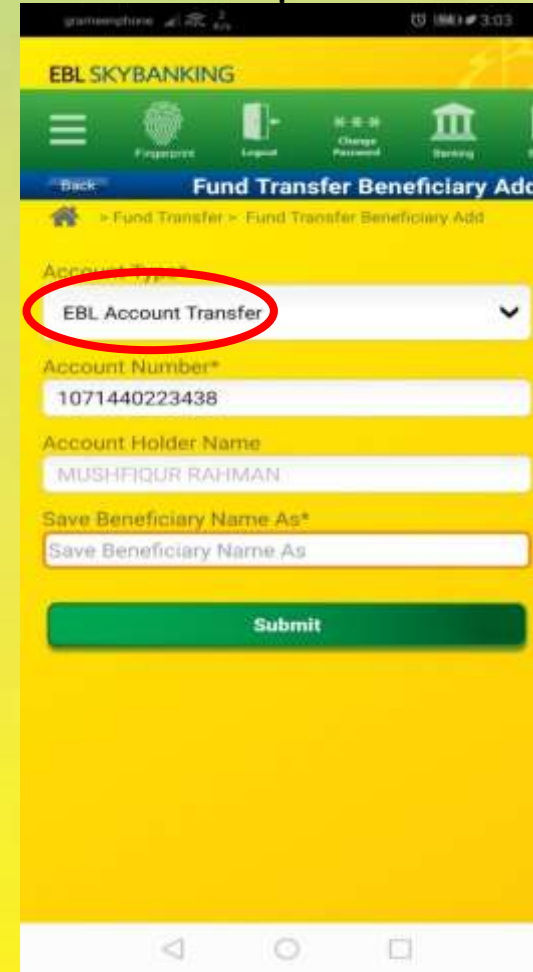 grameenphone 3:03
EBL SKYBANKING
Fingerprint Logout Change Password Banking
Back Fund Transfer Beneficiary Add
> Fund Transfer > Fund Transfer Beneficiary Add
Account Type*
EBL Account Transfer
Account Number*
1071440223438
Account Holder Name
MUSHFIQUR RAHMAN
Save Beneficiary Name As*
Save Beneficiary Name As
Submit